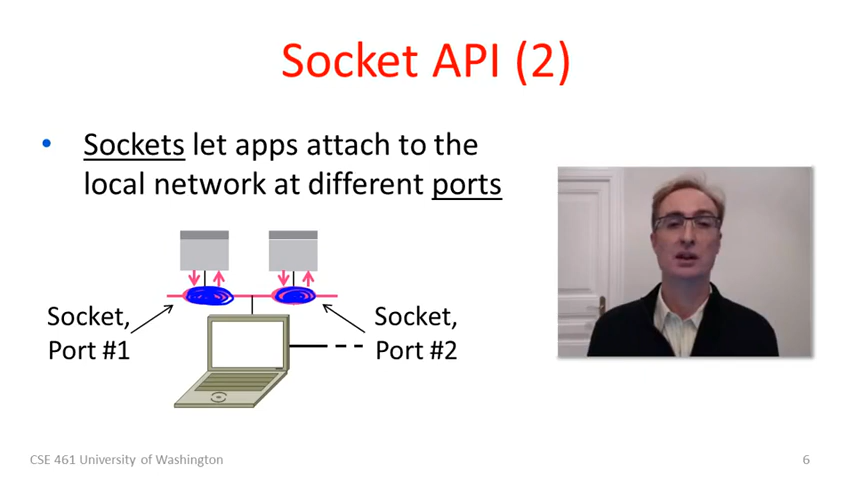 Socket API (2)
• Sockets let apps attach to the
local network at different ports
Socket,
Port #1
Socket,
Port #2
CSE 461 University of Washington
6